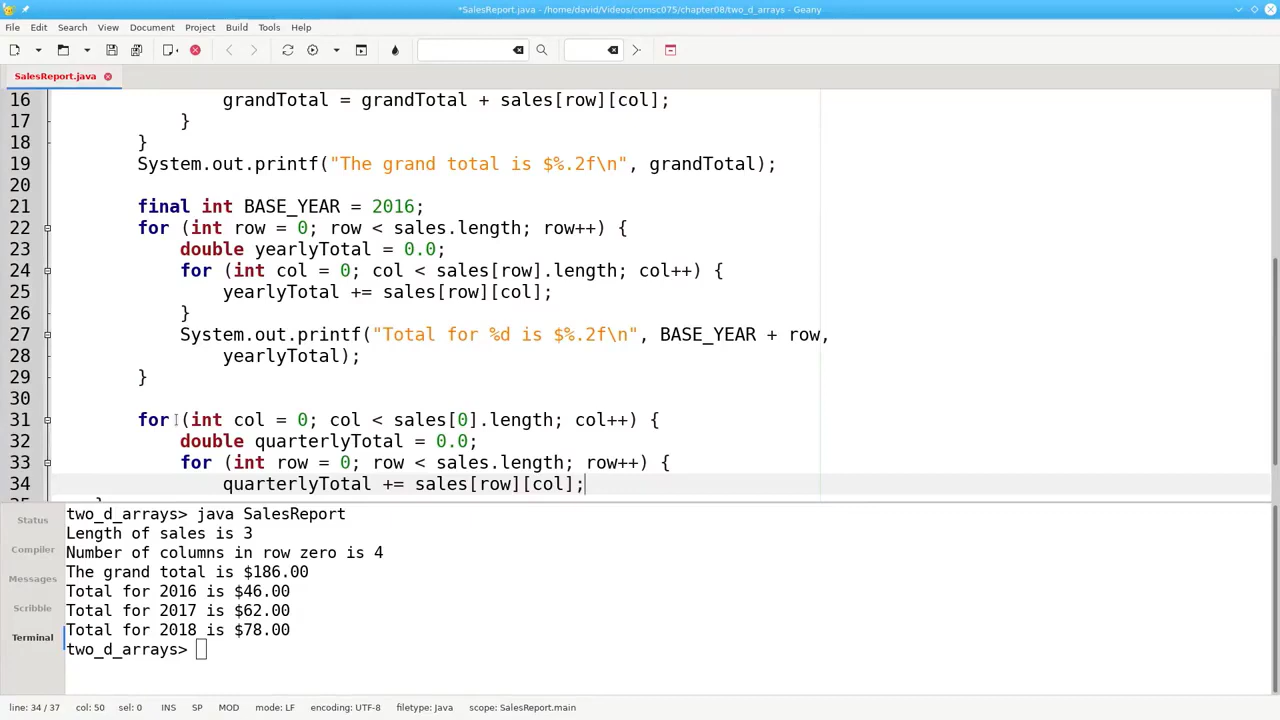 *SalesReport.java - /home/david/Videos/comsc075/chapter08/two_d_arrays - Geany
File Edit Search View Document Project Build Tools Help
SalesReport.java
16 grandTotal = grandTotal + sales[row][col];
17 }
18 }
19 System.out.printf("The grand total is $%.2f\n", grandTotal);
20
21 final int BASE_YEAR = 2016;
22 for (int row = 0; row < sales.length; row++) {
23 double yearlyTotal = 0.0;
24 for (int col = 0; col < sales[row].length; col++) {
25 yearlyTotal += sales[row][col];
26 }
27 System.out.printf("Total for %d is $%.2f\n", BASE_YEAR + row,
28 yearlyTotal);
29 }
30
31 for (int col = 0; col < sales[0].length; col++) {
32 double quarterlyTotal = 0.0;
33 for (int row = 0; row < sales.length; row++) {
34 quarterlyTotal += sales[row][col];
Status
Compiler
Messages
Scribble
Terminal
two_d_arrays> java SalesReport
Length of sales is 3
Number of columns in row zero is 4
The grand total is $186.00
Total for 2016 is $46.00
Total for 2017 is $62.00
Total for 2018 is $78.00
two_d_arrays>
line: 34 / 37 col: 50 sel: 0 INS SP MOD mode: LF encoding: UTF-8 filetype: Java scope: SalesReport.main